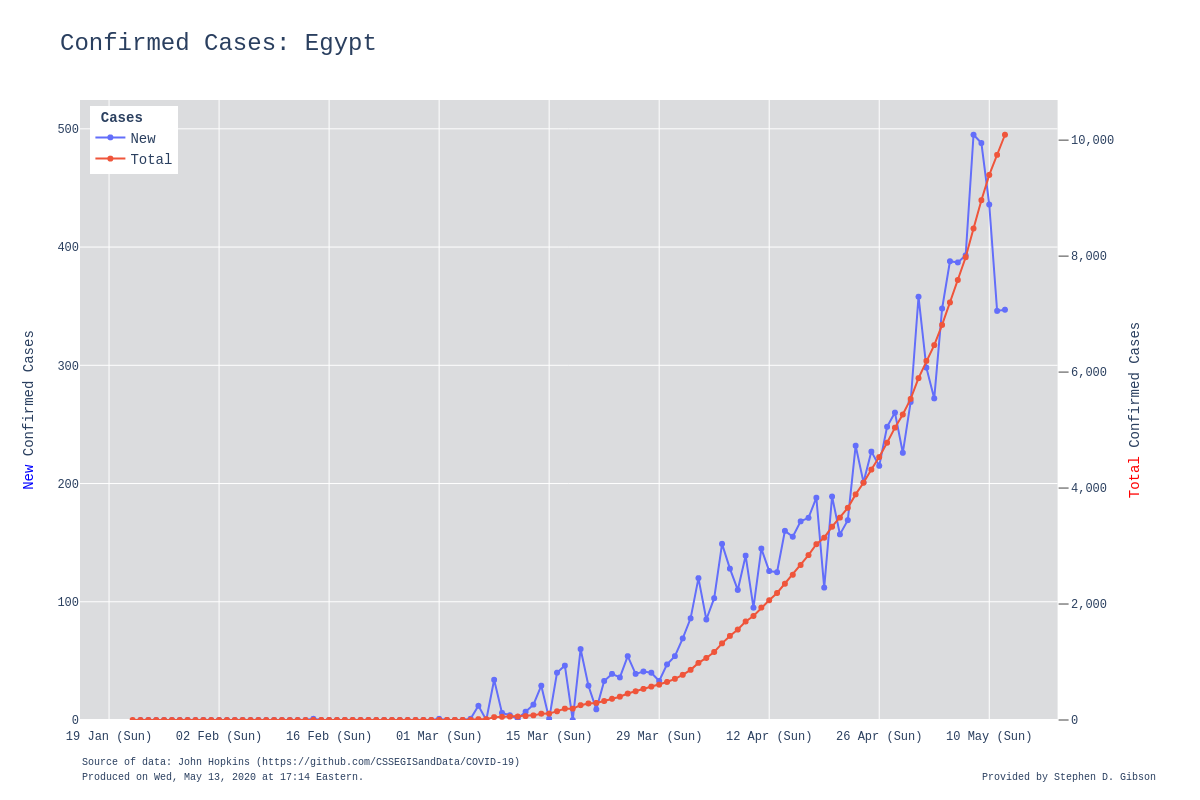 Confirmed Cases: Egypt
Cases
New
Total
500
400
300
200
100
0
10,000
8,000
6,000
4,000
2,000
0
New Confirmed Cases
Total Confirmed Cases
19 Jan (Sun) 02 Feb (Sun) 16 Feb (Sun) 01 Mar (Sun) 15 Mar (Sun) 29 Mar (Sun) 12 Apr (Sun) 26 Apr (Sun) 10 May (Sun)
Source of data: John Hopkins (https://github.com/CSSEGISandData/COVID-19)
Produced on Wed, May 13, 2020 at 17:14 Eastern.
Provided by Stephen D. Gibson